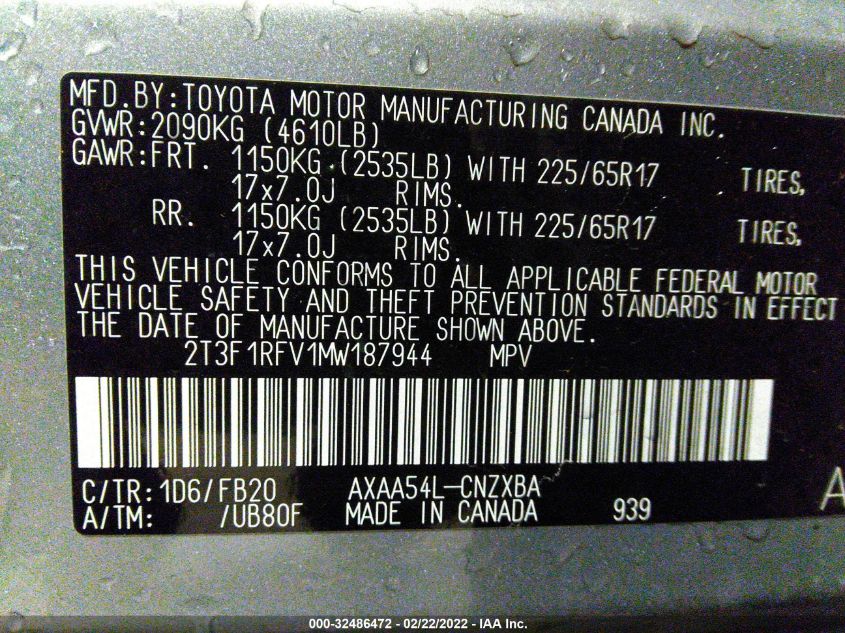 MFD.BY:TOYOTA MOTOR MANUFACTURING CANADA INC.
GVWR:2090KG (4610LB)
GAWR:FRT. 1150KG (2535LB) WITH 225/65R17 TIRES,
17x7.0J RIMS.
RR. 1150KG (2535LB) WITH 225/65R17 TIRES,
17x7.0J RIMS.
THIS VEHICLE CONFORMS TO ALL APPLICABLE FEDERAL MOTOR
VEHICLE SAFETY AND THEFT PREVENTION STANDARDS IN EFFECT
THE DATE OF MANUFACTURE SHOWN ABOVE.
2T3F1RFV1MW187944 MPV
C/TR:1D6/FB20 AXAA54L-CNZXBA A
A/TM: /UB80F MADE IN CANADA 939
000-32486472 - 02/22/2022 - IAA Inc.